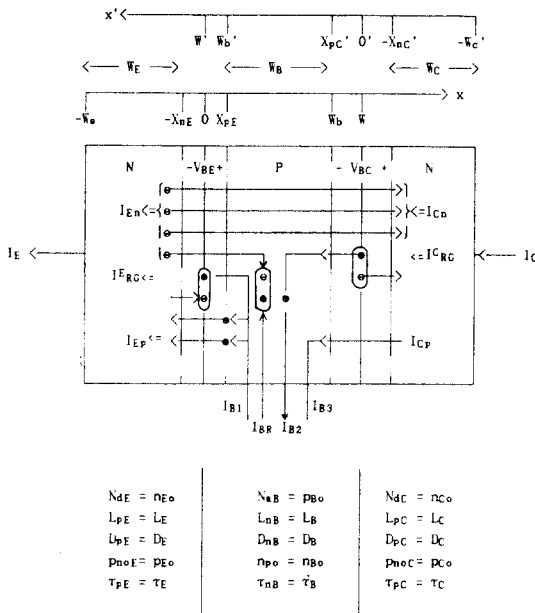 x'
W' Wb' XpC' O' -XnC' -Wc'
WE WB WC
x
-We -XnE O XpE Wb W
N -VBE+ P - VBC + N
IEn<= <=ICn
IE <=ICRG IC
IERG<=
IEp<= ICp
IB1 IBR IB2 IB3
NdE = nEo NaB = pBo NdC = nCo
LpE = LE LnB = LB LpC = LC
DpE = DE DnB = DB DpC = DC
pnoE= pEo npo = nBo pnoC= pCo
τpE = τE τnB = τB τpC = τC